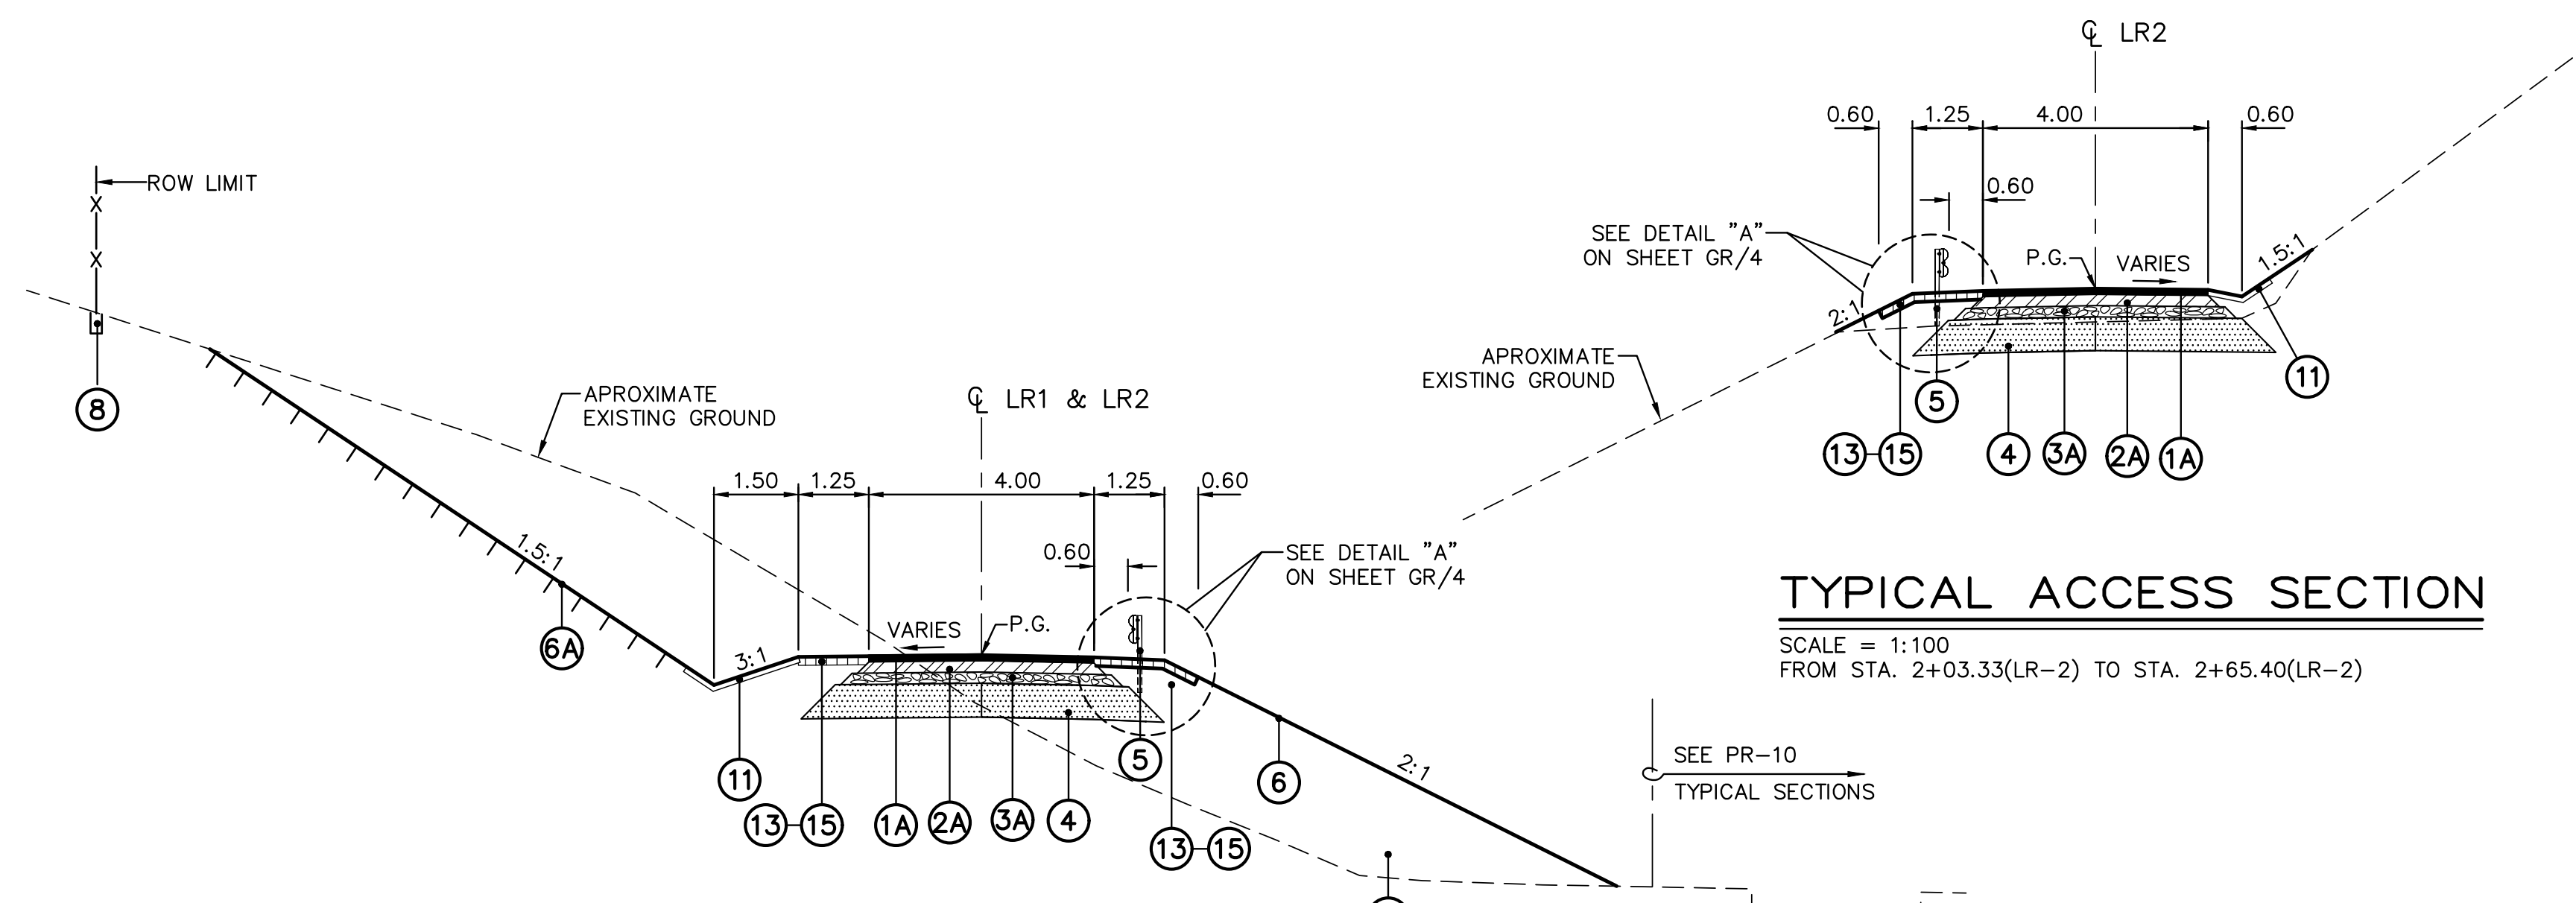 ℄ LR2
0.60 1.25 4.00 0.60
0.60
SEE DETAIL "A"
ON SHEET GR/4
P.G.
VARIES
1.5:1
2:1
APROXIMATE
EXISTING GROUND
5
11
13 15 4 3A 2A 1A
TYPICAL ACCESS SECTION
SCALE = 1:100
FROM STA. 2+03.33(LR-2) TO STA. 2+65.40(LR-2)
ROW LIMIT
X
X
8
APROXIMATE
EXISTING GROUND
℄ LR1 & LR2
1.50 1.25 4.00 1.25 0.60
0.60
SEE DETAIL "A"
ON SHEET GR/4
1.5:1
6A
VARIES
P.G.
3:1
2:1
11
5
6
13 15 1A 2A 3A 4
13 15
SEE PR-10
TYPICAL SECTIONS